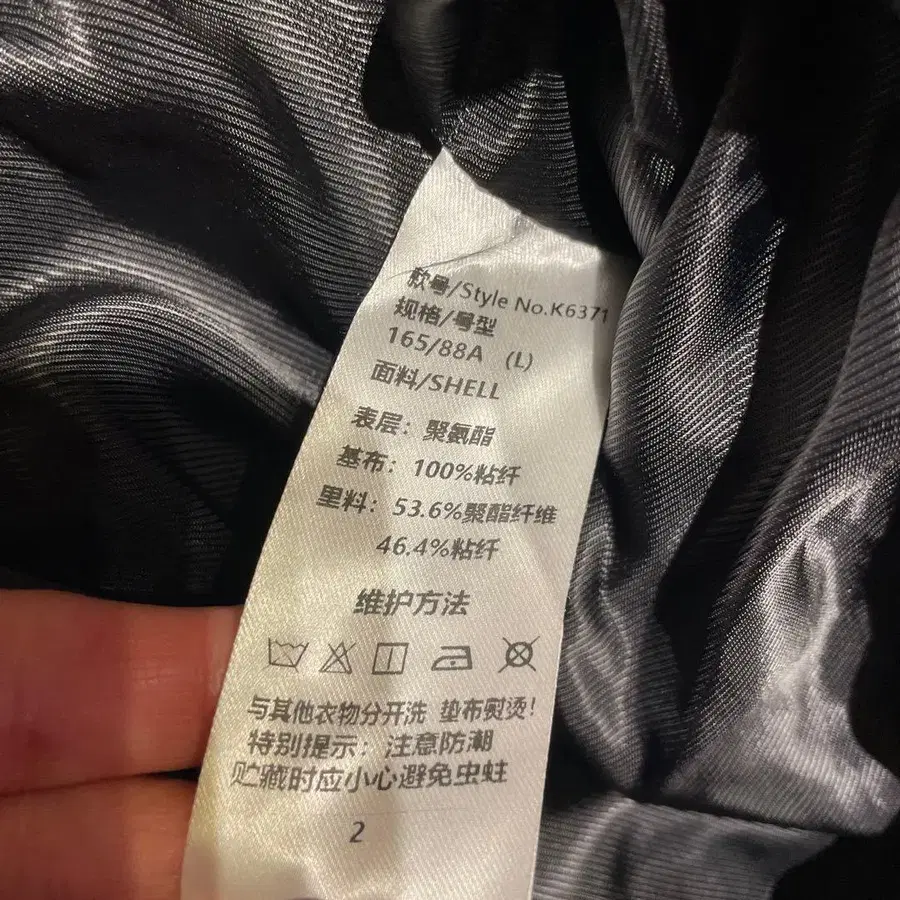 款号/Style No.K6371
规格/号型
165/88A (L)
面料/SHELL
表层：聚氨酯
基布：100%粘纤
里料：53.6%聚酯纤维
46.4%粘纤
维护方法
与其他衣物分开洗 垫布熨烫！
特别提示：注意防潮
贮藏时应小心避免虫蛀
2